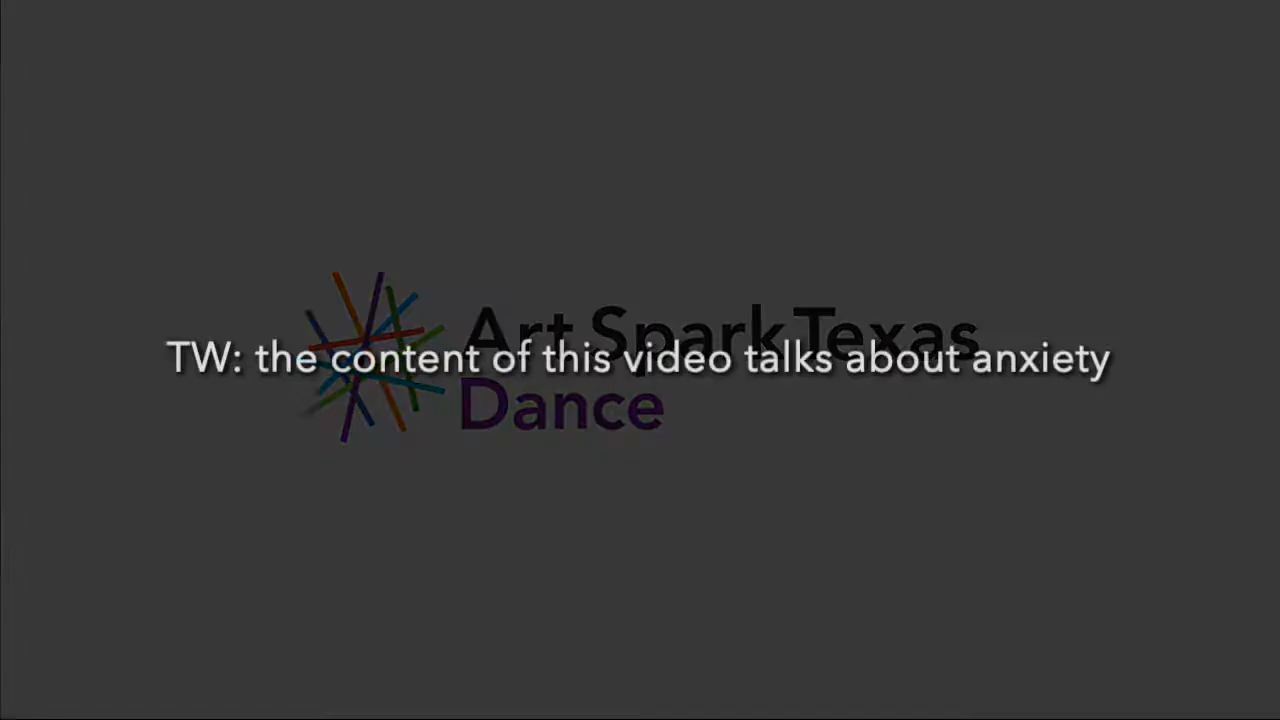 Art Spark Texas
TW: the content of this video talks about anxiety
Dance